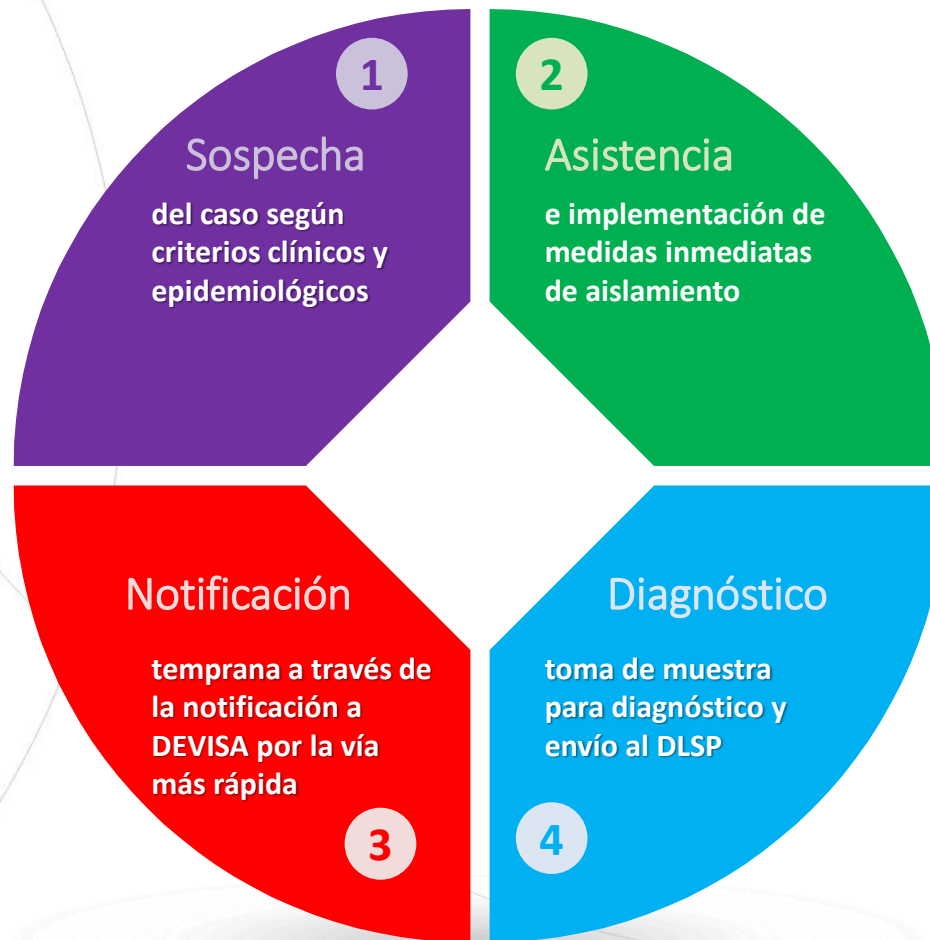 1
Sospecha
del caso según
criterios clínicos y
epidemiológicos
2
Asistencia
e implementación de
medidas inmediatas
de aislamiento
Notificación
temprana a través de
la notificación a
DEVISA por la vía
más rápida
3
Diagnóstico
toma de muestra
para diagnóstico y
envío al DLSP
4